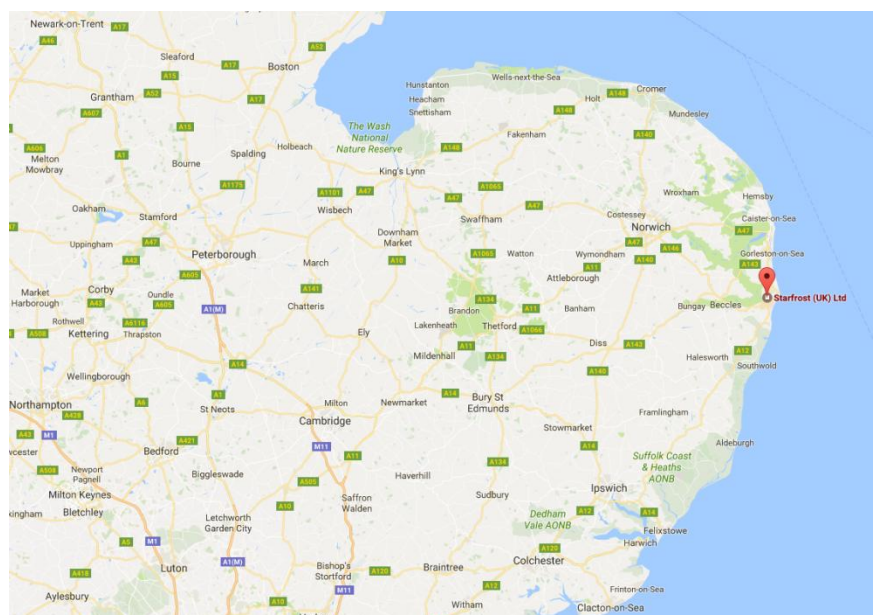 Newark-on-Trent
A17
A46
Sleaford
A17
A52
Boston
A15
Grantham
A52
A17
A607
Hunstanton
Wells-next-the-Sea
Heacham
Snettisham
A148
Holt
A148
Cromer
Mundesley
A15
The Wash
National
Nature Reserve
A140
Fakenham
A606
A1
Melton
Mowbray
Bourne
Spalding
Holbeach
A148
King's Lynn
A47
A1175
A1101
A47
Wisbech
A1065
Swaffham
A47
Wroxham
Hemsby
Oakham
Stamford
Costessey
Norwich
Caister-on-Sea
A47
Uppingham
A47
A43
Peterborough
Downham
Market
A10
A1065
Watton
Wymondham
A47
A146
A140
Gorleston-on-Sea
A143
March
A11
Attleborough
A605
Market
Harborough
Corby
A43
Oundle
A605
A141
Chatteris
A1(M)
A134
Brandon
A11
Banham
Bungay
Beccles
Starfrost (UK) Ltd
Rothwell
A508
Kettering
A6116
Thrapston
Ely
Lakenheath
Thetford
A1066
Mildenhall
A11
A134
Diss
A143
Halesworth
A12
Southwold
A14
Wellingborough
A140
A14
Newmarket
Bury St
Edmunds
Northampton
A6
A1
St Neots
Milton
Cambridge
Framlingham
A428
Stowmarket
A43
M1
A421
Bedford
M11
A11
A14
Aldeburgh
A508
Newport
Pagnell
Biggleswade
A505
Haverhill
A134
Suffolk Coast
& Heaths
AONB
Milton Keynes
Bletchley
Letchworth
Garden City
A10
Saffron
Walden
Sudbury
Ipswich
Dedham
Vale AONB
A12
A14
Felixstowe
Harwich
A5
M1
A1(M)
A120
Colchester
Luton
Bishop's
Stortford
A120
Braintree
A418
Aylesbury
A10
M11
A12
Witham
Frinton-on-Sea
Clacton-on-Sea